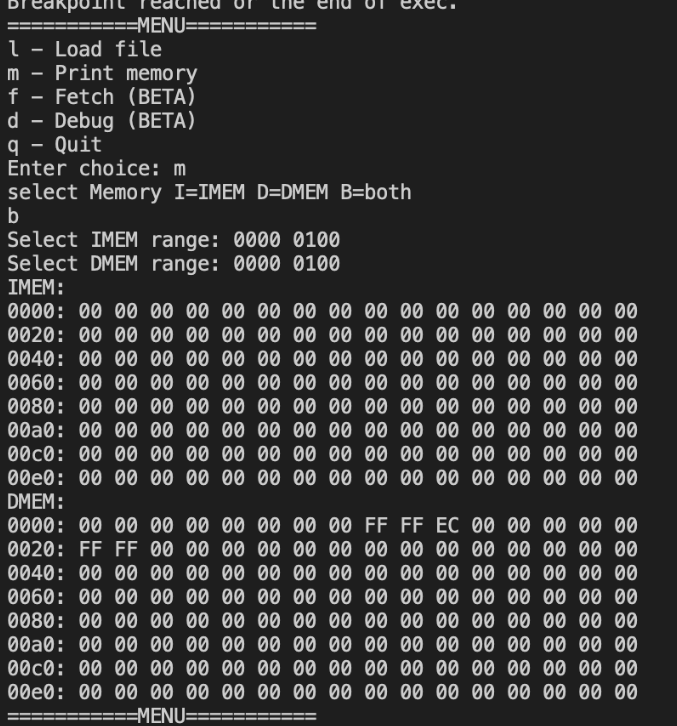 Breakpoint reached or the end of exec.
===========MENU===========
l – Load file
m – Print memory
f – Fetch (BETA)
d – Debug (BETA)
q – Quit
Enter choice: m
select Memory I=IMEM D=DMEM B=both
b
Select IMEM range: 0000 0100
Select DMEM range: 0000 0100
IMEM:
0000: 00 00 00 00 00 00 00 00 00 00 00 00 00 00 00 00
0020: 00 00 00 00 00 00 00 00 00 00 00 00 00 00 00 00
0040: 00 00 00 00 00 00 00 00 00 00 00 00 00 00 00 00
0060: 00 00 00 00 00 00 00 00 00 00 00 00 00 00 00 00
0080: 00 00 00 00 00 00 00 00 00 00 00 00 00 00 00 00
00a0: 00 00 00 00 00 00 00 00 00 00 00 00 00 00 00 00
00c0: 00 00 00 00 00 00 00 00 00 00 00 00 00 00 00 00
00e0: 00 00 00 00 00 00 00 00 00 00 00 00 00 00 00 00
DMEM:
0000: 00 00 00 00 00 00 00 00 FF FF EC 00 00 00 00 00
0020: FF FF 00 00 00 00 00 00 00 00 00 00 00 00 00 00
0040: 00 00 00 00 00 00 00 00 00 00 00 00 00 00 00 00
0060: 00 00 00 00 00 00 00 00 00 00 00 00 00 00 00 00
0080: 00 00 00 00 00 00 00 00 00 00 00 00 00 00 00 00
00a0: 00 00 00 00 00 00 00 00 00 00 00 00 00 00 00 00
00c0: 00 00 00 00 00 00 00 00 00 00 00 00 00 00 00 00
00e0: 00 00 00 00 00 00 00 00 00 00 00 00 00 00 00 00
===========MENU===========